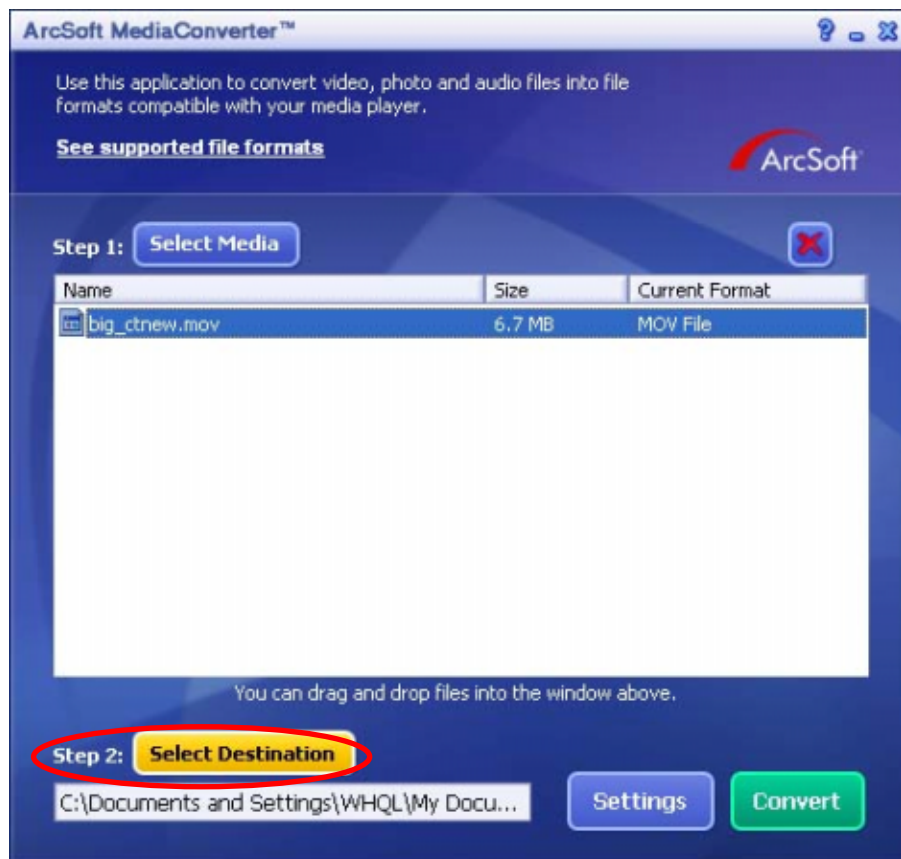 ArcSoft MediaConverter™
Use this application to convert video, photo and audio files into file
formats compatible with your media player.
See supported file formats
ArcSoft
Step 1: Select Media
Name Size Current Format
big_ctnew.mov 6.7 MB MOV File
You can drag and drop files into the window above.
Step 2: Select Destination
C:\Documents and Settings\WHQL\My Docu... Settings Convert